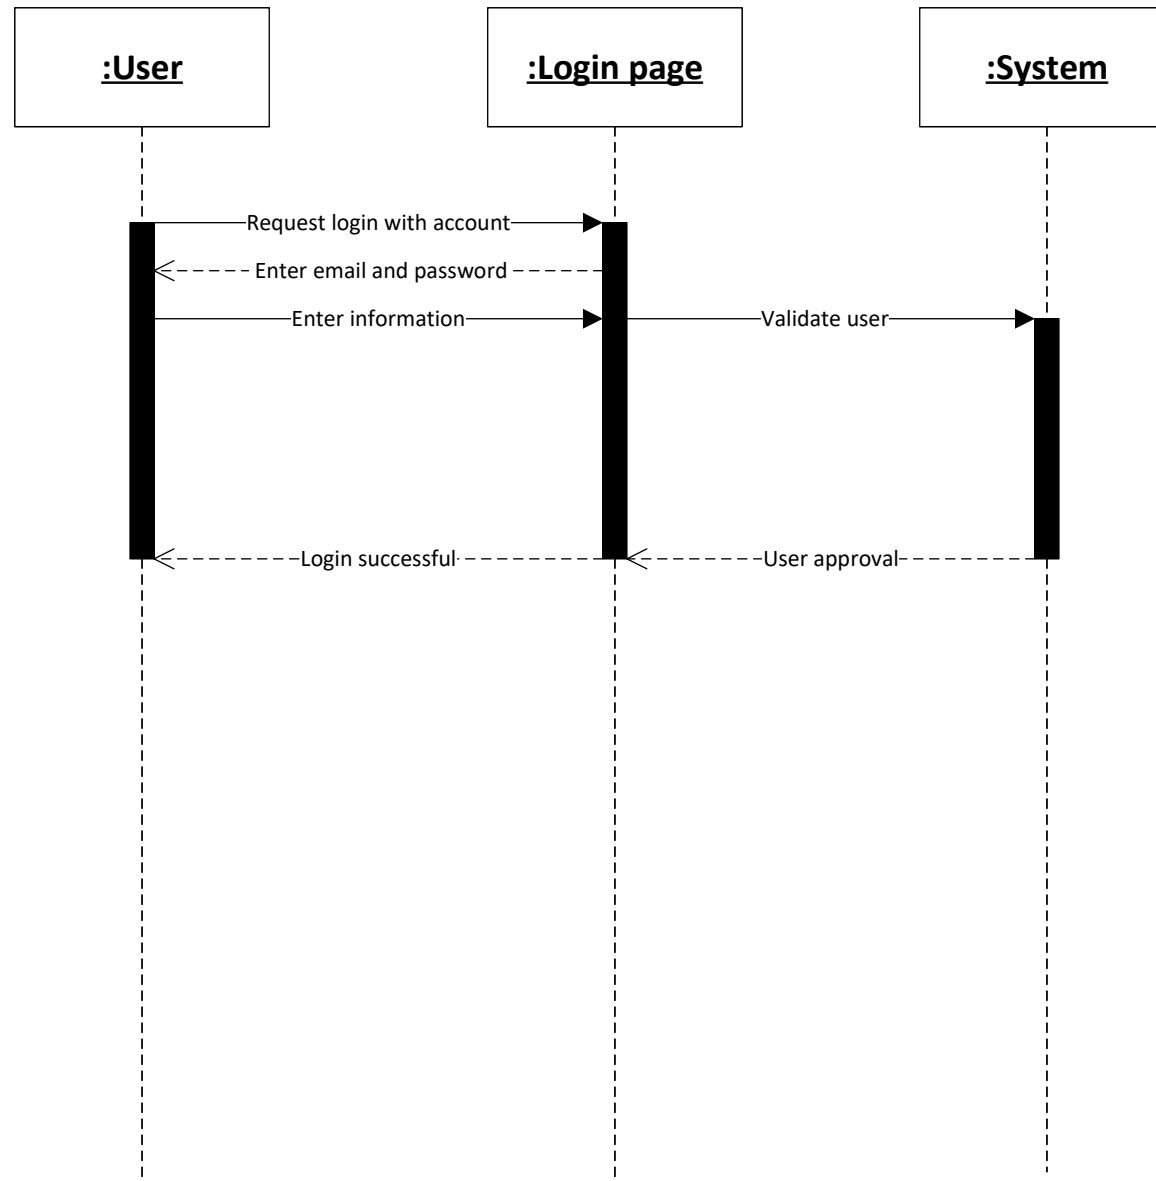 :User
:Login page
:System
Request login with account
Enter email and password
Enter information
Validate user
Login successful
User approval